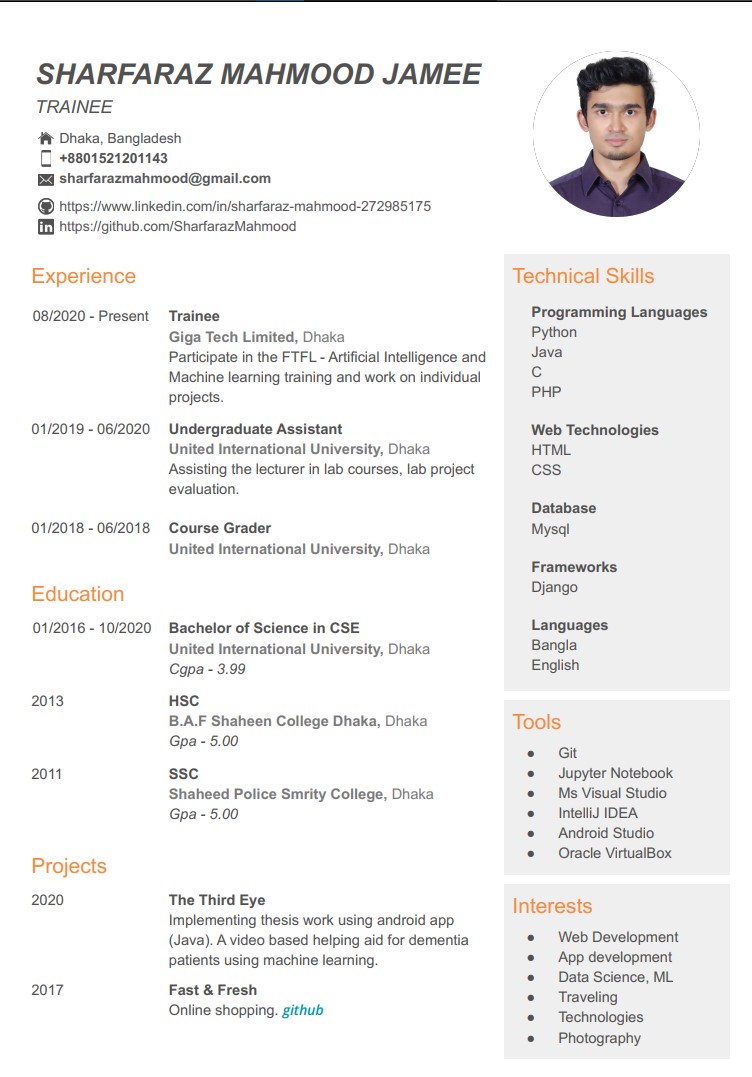 SHARFARAZ MAHMOOD JAMEE
TRAINEE
Dhaka, Bangladesh
+8801521201143
sharfarazmahmood@gmail.com
https://www.linkedin.com/in/sharfaraz-mahmood-272985175
in https://github.com/SharfarazMahmood
Experience
08/2020 - Present Trainee
Giga Tech Limited, Dhaka
Participate in the FTFL - Artificial Intelligence and
Machine learning training and work on individual
projects.
01/2019 - 06/2020 Undergraduate Assistant
United International University, Dhaka
Assisting the lecturer in lab courses, lab project
evaluation.
01/2018 - 06/2018 Course Grader
United International University, Dhaka
Education
01/2016 - 10/2020 Bachelor of Science in CSE
United International University, Dhaka
Cgpa - 3.99
2013 HSC
B.A.F Shaheen College Dhaka, Dhaka
Gpa - 5.00
2011 SSC
Shaheed Police Smrity College, Dhaka
Gpa - 5.00
Projects
2020 The Third Eye
Implementing thesis work using android app
(Java). A video based helping aid for dementia
patients using machine learning.
2017 Fast & Fresh
Online shopping. github
Technical Skills
Programming Languages
Python
Java
C
PHP
Web Technologies
HTML
CSS
Database
Mysql
Frameworks
Django
Languages
Bangla
English
Tools
● Git
● Jupyter Notebook
● Ms Visual Studio
● IntelliJ IDEA
● Android Studio
● Oracle VirtualBox
Interests
● Web Development
● App development
● Data Science, ML
● Traveling
● Technologies
● Photography